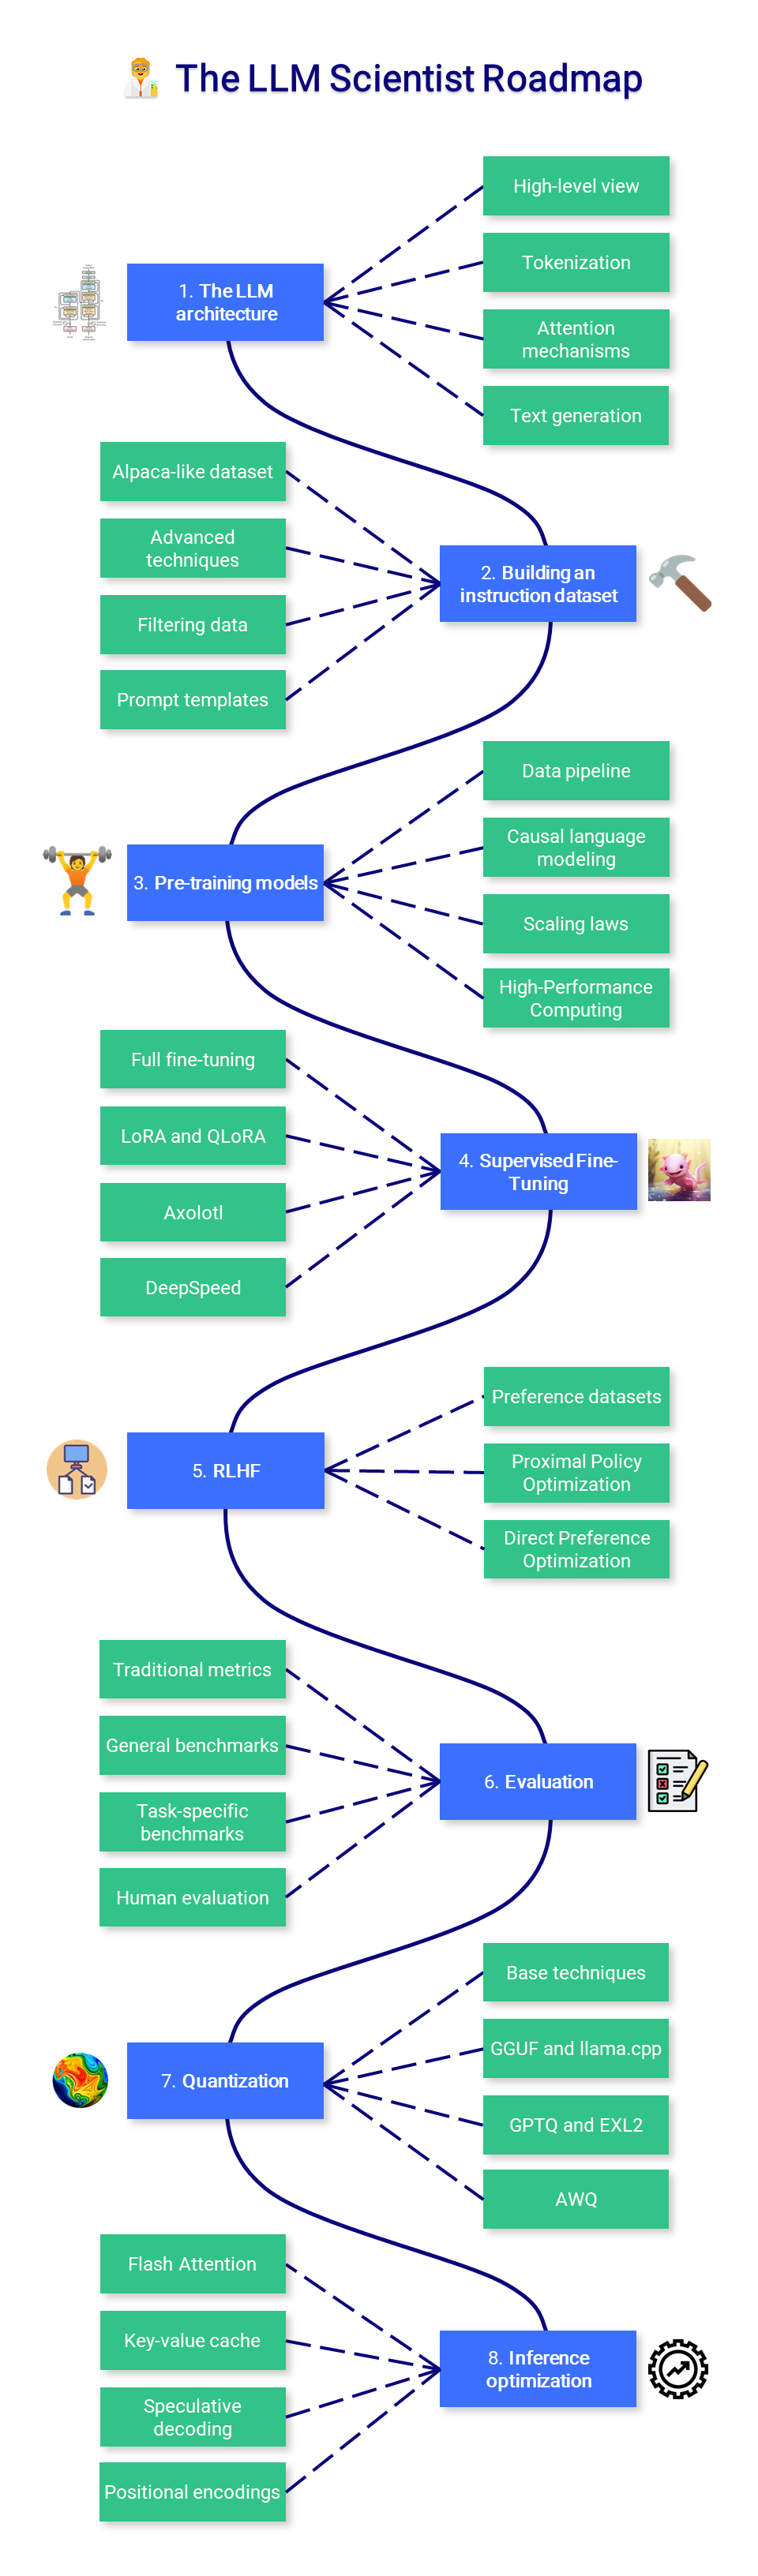 The LLM Scientist Roadmap
High-level view
Tokenization
1. The LLM
architecture
Attention
mechanisms
Text generation
Alpaca-like dataset
Advanced
techniques
2. Building an
instruction dataset
Filtering data
Prompt templates
Data pipeline
Causal language
modeling
3. Pre-training models
Scaling laws
High-Performance
Computing
Full fine-tuning
LoRA and QLoRA
4. Supervised Fine-
Tuning
Axolotl
DeepSpeed
Preference datasets
5. RLHF
Proximal Policy
Optimization
Direct Preference
Optimization
Traditional metrics
General benchmarks
6. Evaluation
Task-specific
benchmarks
Human evaluation
Base techniques
GGUF and llama.cpp
7. Quantization
GPTQ and EXL2
AWQ
Flash Attention
Key-value cache
8. Inference
optimization
Speculative
decoding
Positional encodings